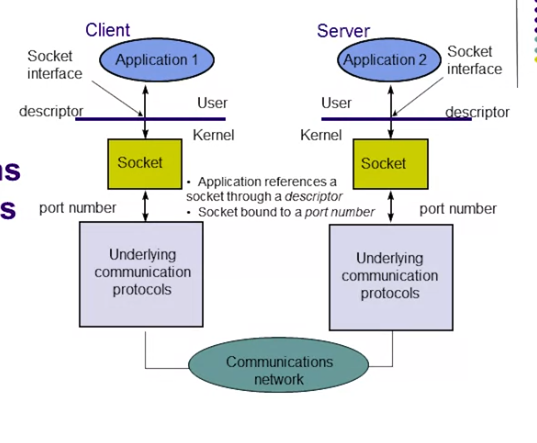 Client
Server
Socket
interface
Application 1
Application 2
Socket
interface
descriptor
User
User
descriptor
Kernel
Kernel
Socket
Socket
• Application references a
socket through a descriptor
• Socket bound to a port number
ns
s
port number
port number
Underlying
communication
protocols
Underlying
communication
protocols
Communications
network